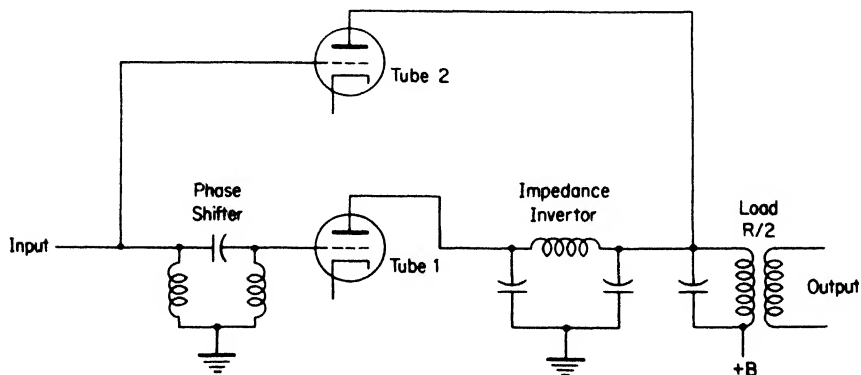 Tube 2
Phase
Shifter
Impedance
Invertor
Load
R/2
Input
Tube 1
Output
+B